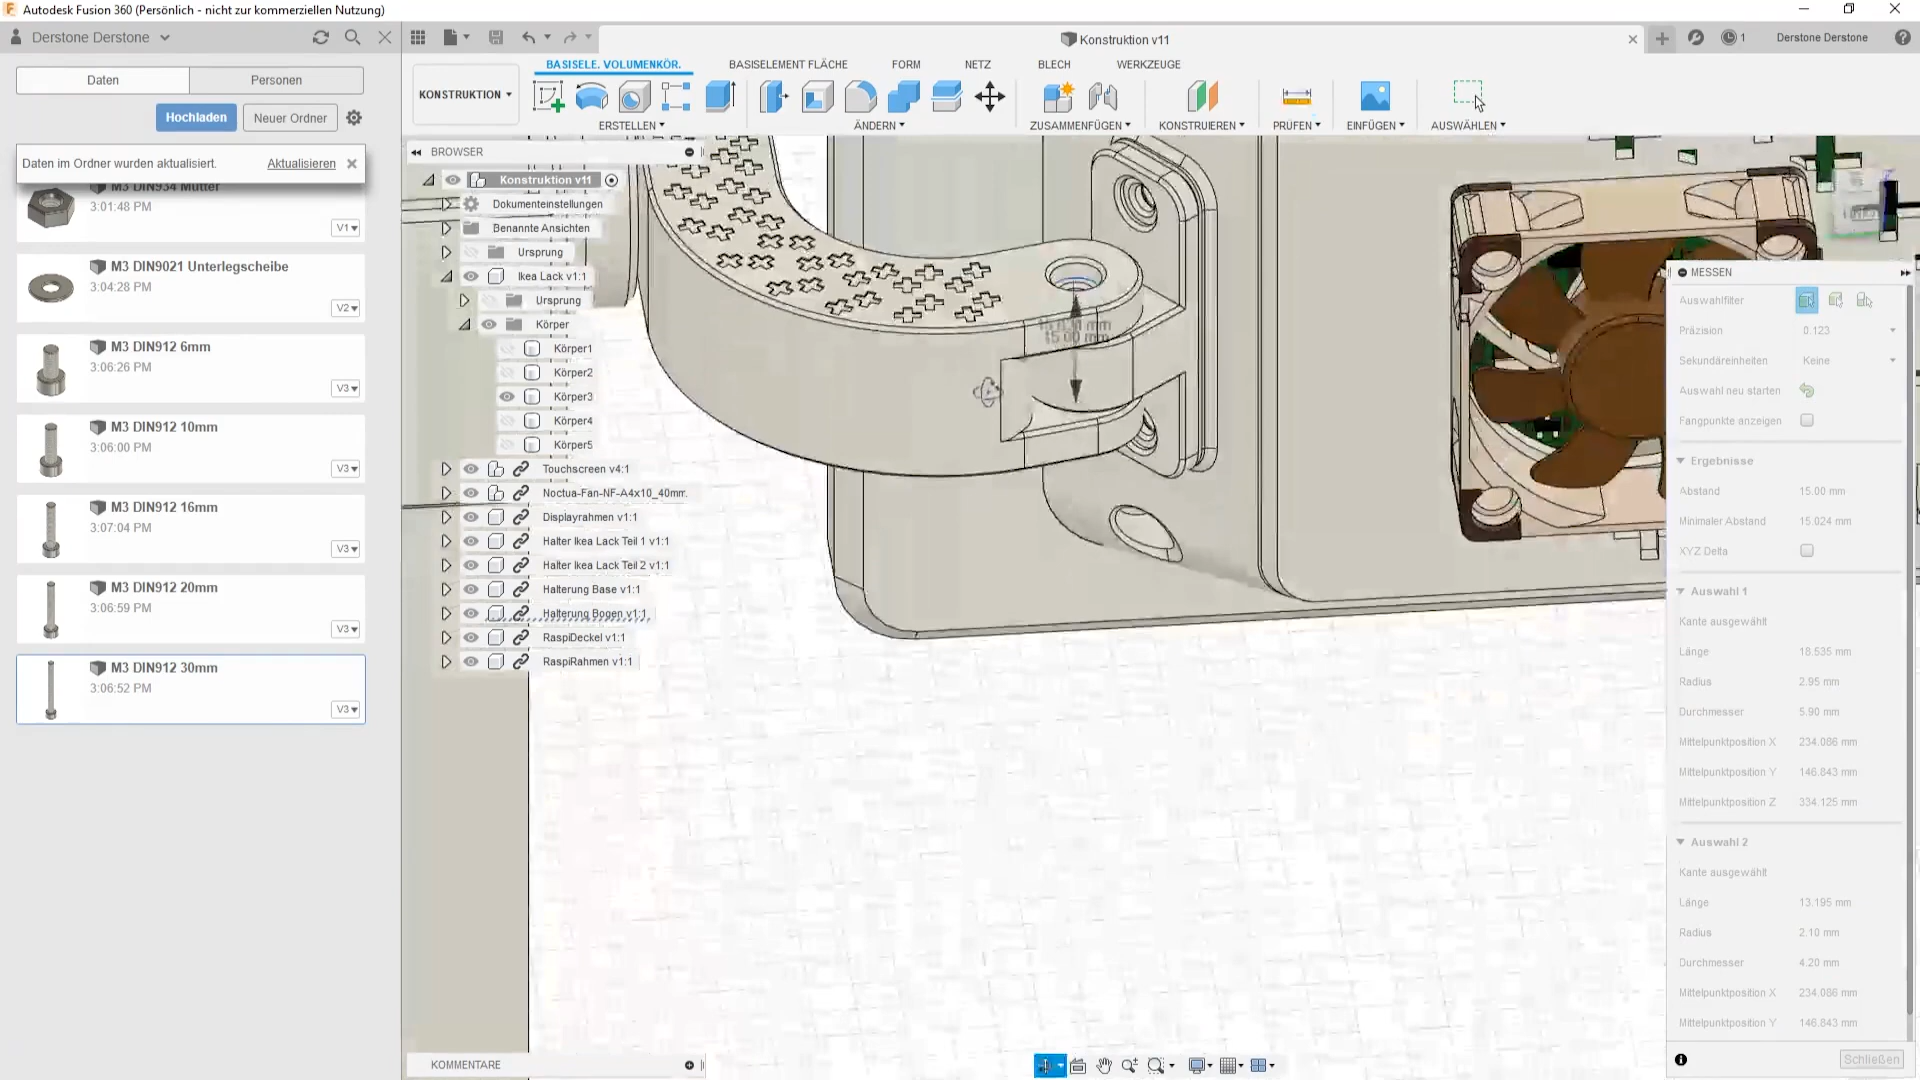 Autodesk Fusion 360 (Persönlich - nicht zur kommerziellen Nutzung)
Derstone Derstone
Konstruktion v11
1
Derstone Derstone
Daten
Personen
Hochladen
Neuer Ordner
Daten im Ordner wurden aktualisiert.
Aktualisieren
M3 DIN934 Mutter
3:01:48 PM
V1
M3 DIN9021 Unterlegscheibe
3:04:28 PM
V2
M3 DIN912 6mm
3:06:26 PM
V3
M3 DIN912 10mm
3:06:00 PM
V3
M3 DIN912 16mm
3:07:04 PM
V3
M3 DIN912 20mm
3:06:59 PM
V3
M3 DIN912 30mm
3:06:52 PM
V3
KONSTRUKTION
BASISELE. VOLUMENKÖR.
BASISELEMENT FLÄCHE
FORM
NETZ
BLECH
WERKZEUGE
ERSTELLEN
ÄNDERN
ZUSAMMENFÜGEN
KONSTRUIEREN
PRÜFEN
EINFÜGEN
AUSWÄHLEN
BROWSER
Konstruktion v11
Dokumenteinstellungen
Benannte Ansichten
Ursprung
Ikea Lack v1:1
Ursprung
Körper
Körper1
Körper2
Körper3
Körper4
Körper5
Touchscreen v4:1
Noctua-Fan-NF-A4x10_40mm.
Displayrahmen v1:1
Halter Ikea Lack Teil 1 v1:1
Halter Ikea Lack Teil 2 v1:1
Halterung Base v1:1
Halterung Bogen v1:1
RaspiDeckel v1:1
RaspiRahmen v1:1
15.00 mm
MESSEN
Auswahlfilter
Präzision 0.123
Sekundäreinheiten Keine
Auswahl neu starten
Fangpunkte anzeigen
Ergebnisse
Abstand 15.00 mm
Minimaler Abstand 15.024 mm
XYZ Delta
Auswahl 1
Kante ausgewählt
Länge 18.535 mm
Radius 2.95 mm
Durchmesser 5.90 mm
Mittelpunktposition X 234.086 mm
Mittelpunktposition Y 146.843 mm
Mittelpunktposition Z 334.125 mm
Auswahl 2
Kante ausgewählt
Länge 13.195 mm
Radius 2.10 mm
Durchmesser 4.20 mm
Mittelpunktposition X 234.086 mm
Mittelpunktposition Y 146.843 mm
Schließen
KOMMENTARE